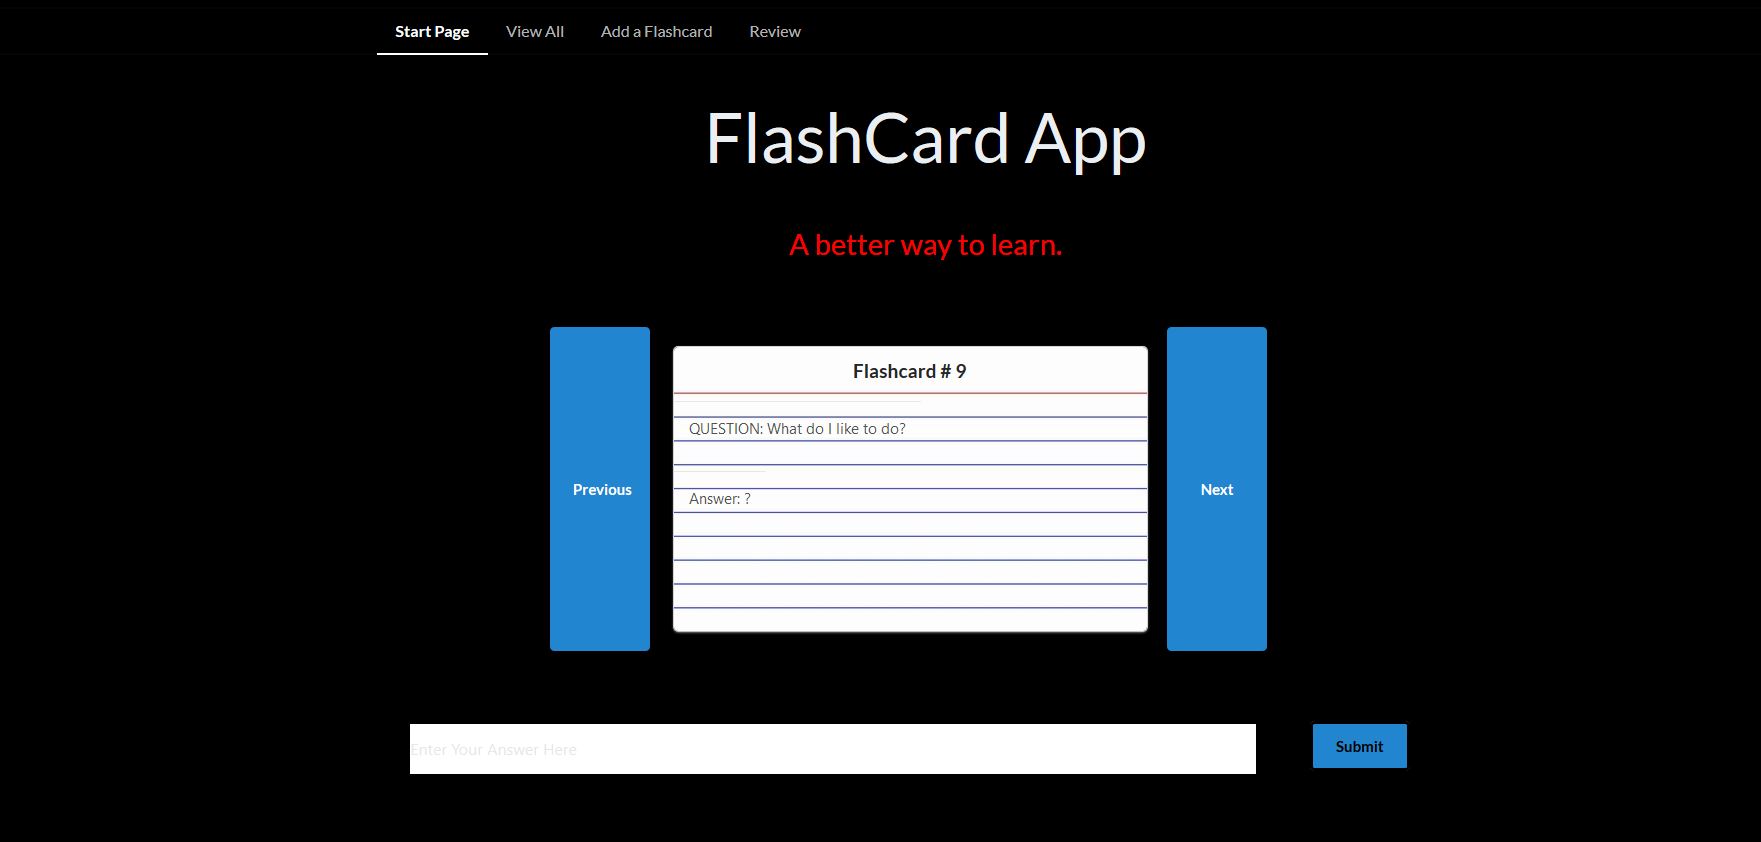 Start Page View All Add a Flashcard Review
FlashCard App
A better way to learn.
Flashcard # 9
QUESTION: What do I like to do?
Answer: ?
Previous
Next
Enter Your Answer Here
Submit